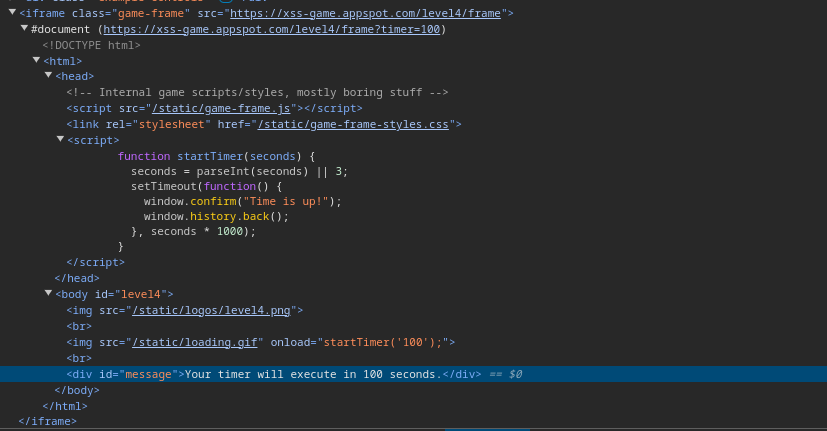 <iframe class="game-frame" src="https://xss-game.appspot.com/level4/frame">
#document (https://xss-game.appspot.com/level4/frame?timer=100)
<!DOCTYPE html>
<html>
<head>
<!-- Internal game scripts/styles, mostly boring stuff -->
<script src="/static/game-frame.js"></script>
<link rel="stylesheet" href="/static/game-frame-styles.css">
<script>
function startTimer(seconds) {
seconds = parseInt(seconds) || 3;
setTimeout(function() {
window.confirm("Time is up!");
window.history.back();
}, seconds * 1000);
}
</script>
</head>
<body id="level4">
<img src="/static/logos/level4.png">
<br>
<img src="/static/loading.gif" onload="startTimer('100');">
<br>
<div id="message">Your timer will execute in 100 seconds.</div> == $0
</body>
</html>
</iframe>